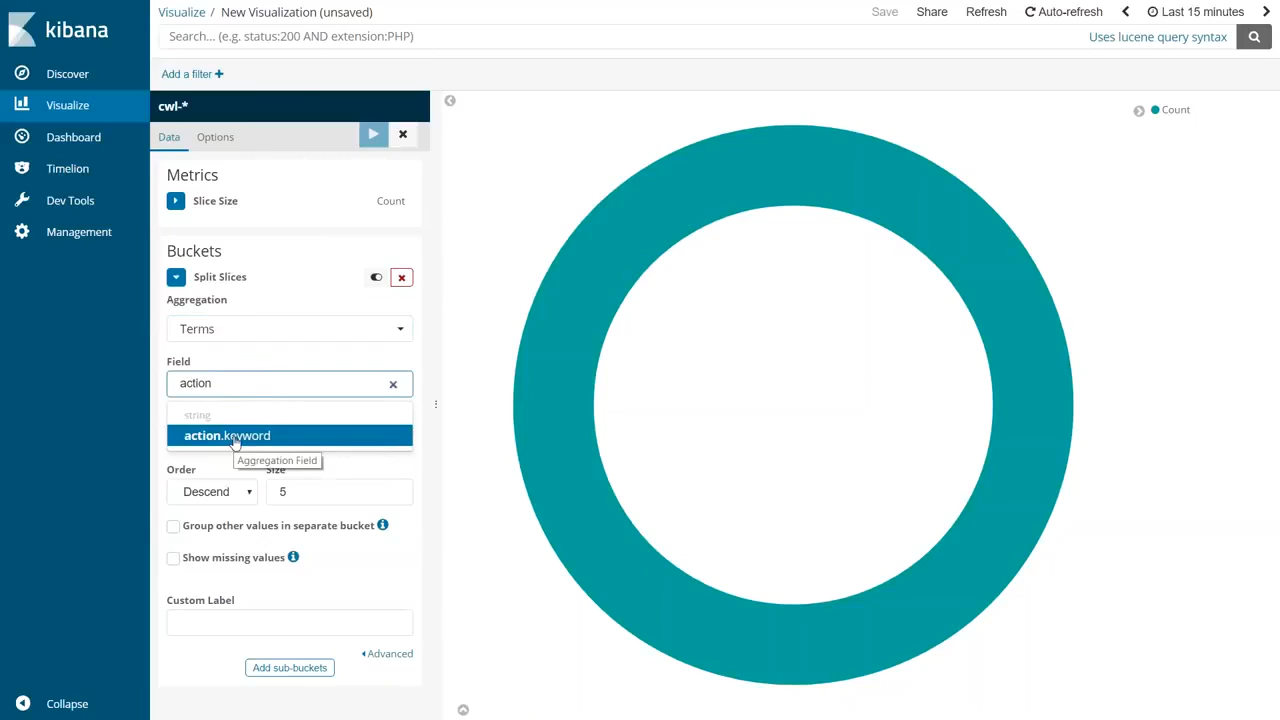 kibana
Discover
Visualize
Dashboard
Timelion
Dev Tools
Management
Collapse
Visualize / New Visualization (unsaved)
Save Share Refresh Auto-refresh Last 15 minutes
Search... (e.g. status:200 AND extension:PHP)
Uses lucene query syntax
Add a filter +
cwl-*
Data Options
Metrics
Slice Size Count
Buckets
Split Slices
Aggregation
Terms
Field
action
string
action.keyword
Aggregation Field
Order Size
Descend 5
Group other values in separate bucket
Show missing values
Custom Label
Advanced
Add sub-buckets
Count